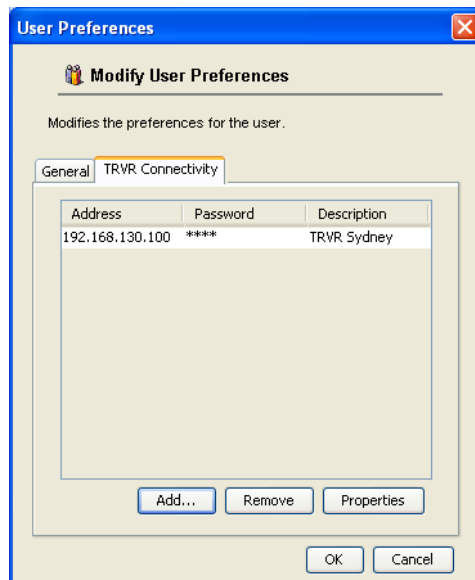 User Preferences
Modify User Preferences
Modifies the preferences for the user.
General TRVR Connectivity
Address Password Description
192.168.130.100 **** TRVR Sydney
Add... Remove Properties
OK Cancel